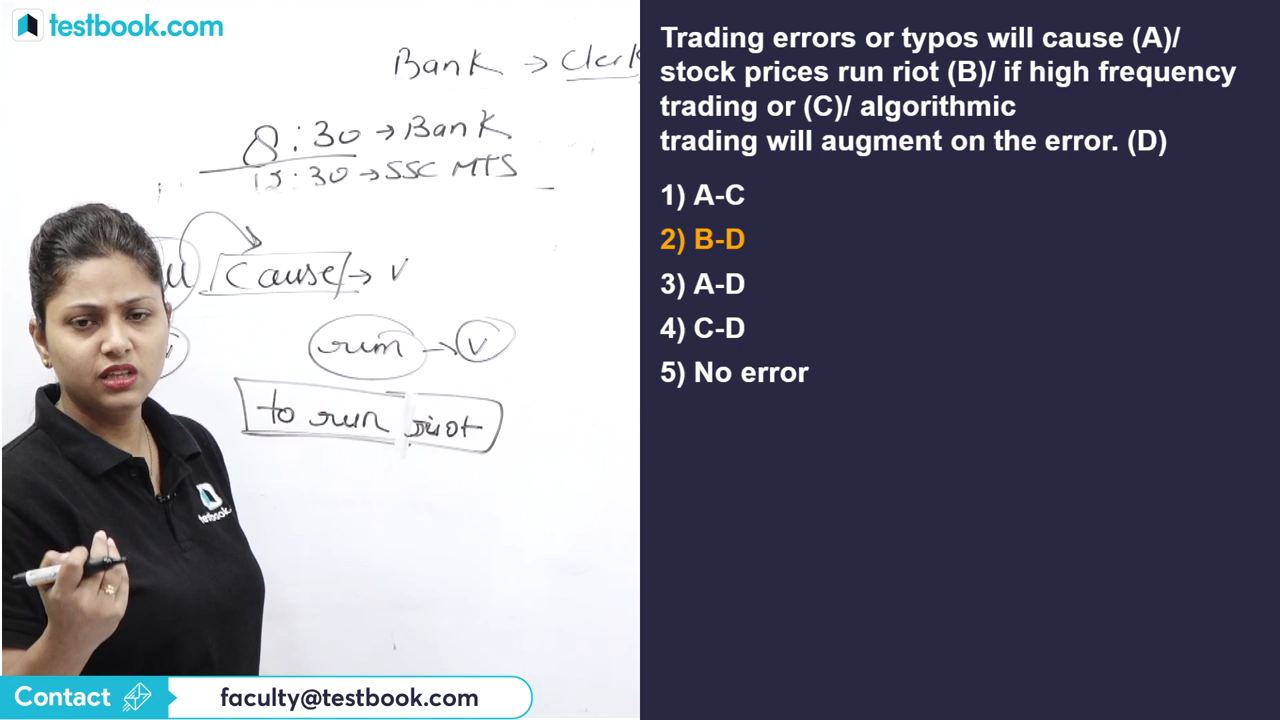 testbook.com
Bank → Clerk
8:30 → Bank
12:30 → SSC MTS
Cause → V
run → V
to run riot
testbook
Trading errors or typos will cause (A)/
stock prices run riot (B)/ if high frequency
trading or (C)/ algorithmic
trading will augment on the error. (D)
1) A-C
2) B-D
3) A-D
4) C-D
5) No error
Contact
faculty@testbook.com